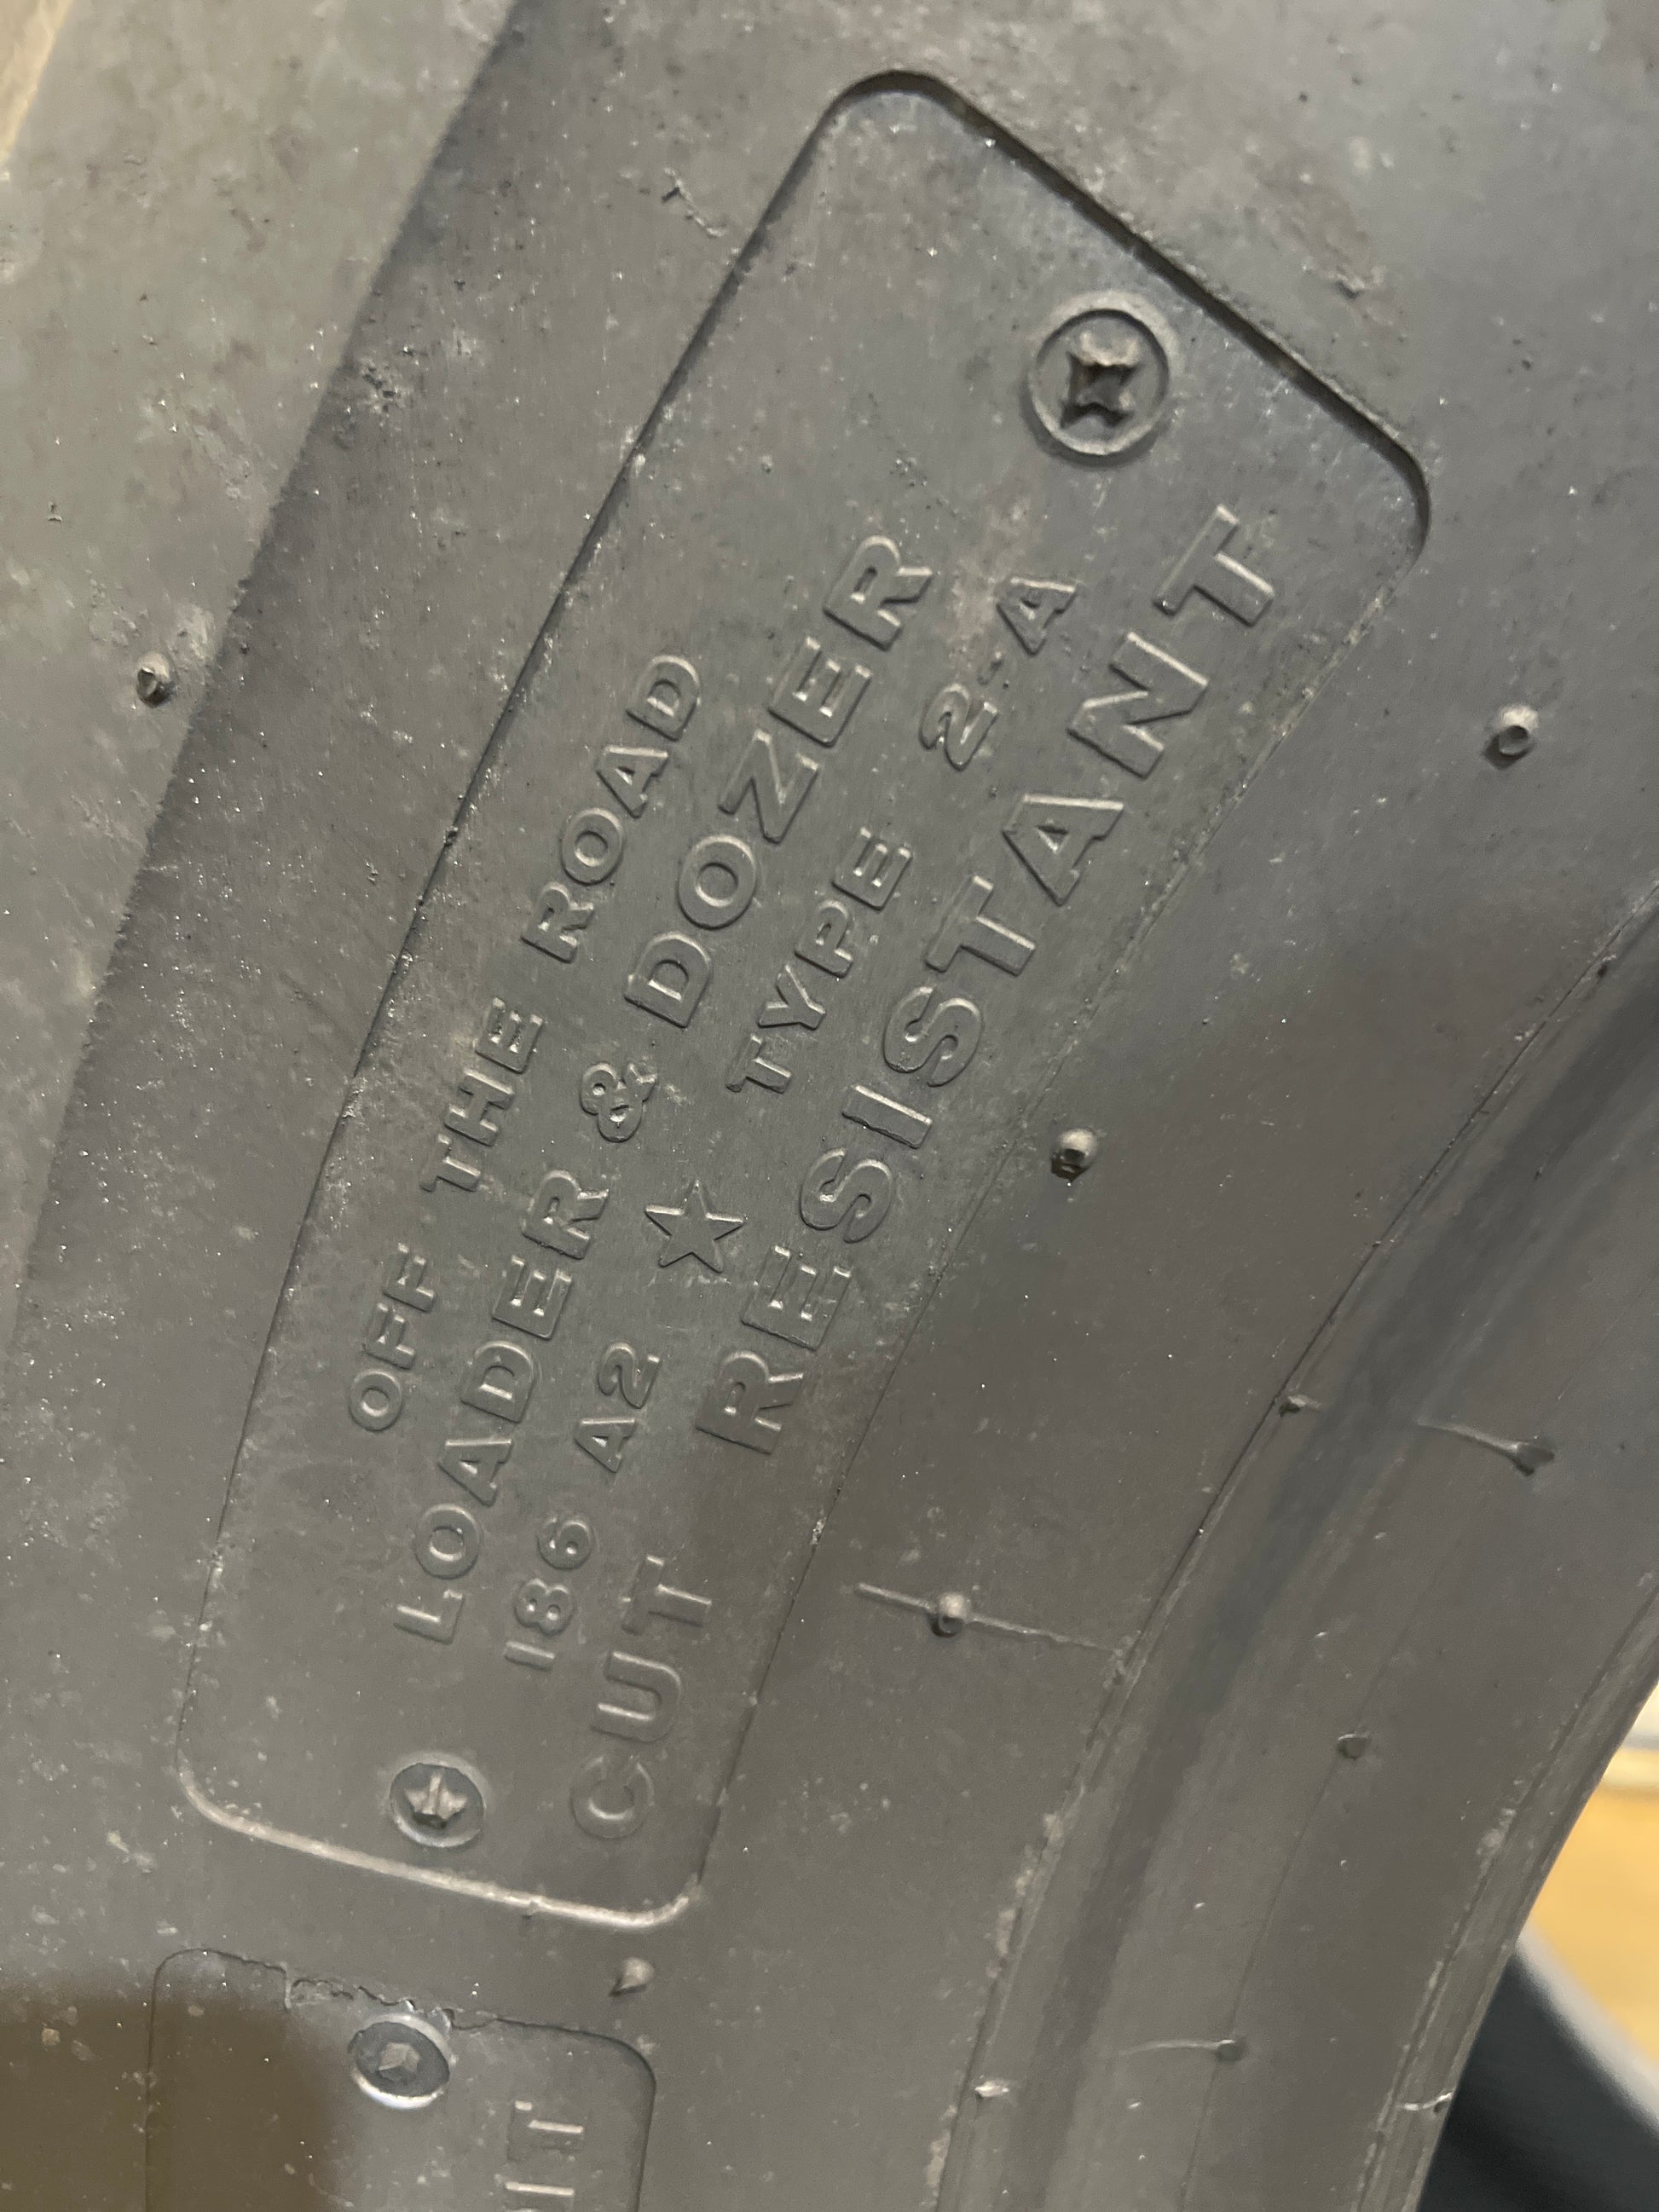 OFF THE ROAD
LOADER & DOZER
186 A2 ☆ TYPE 2-A
CUT RESISTANT